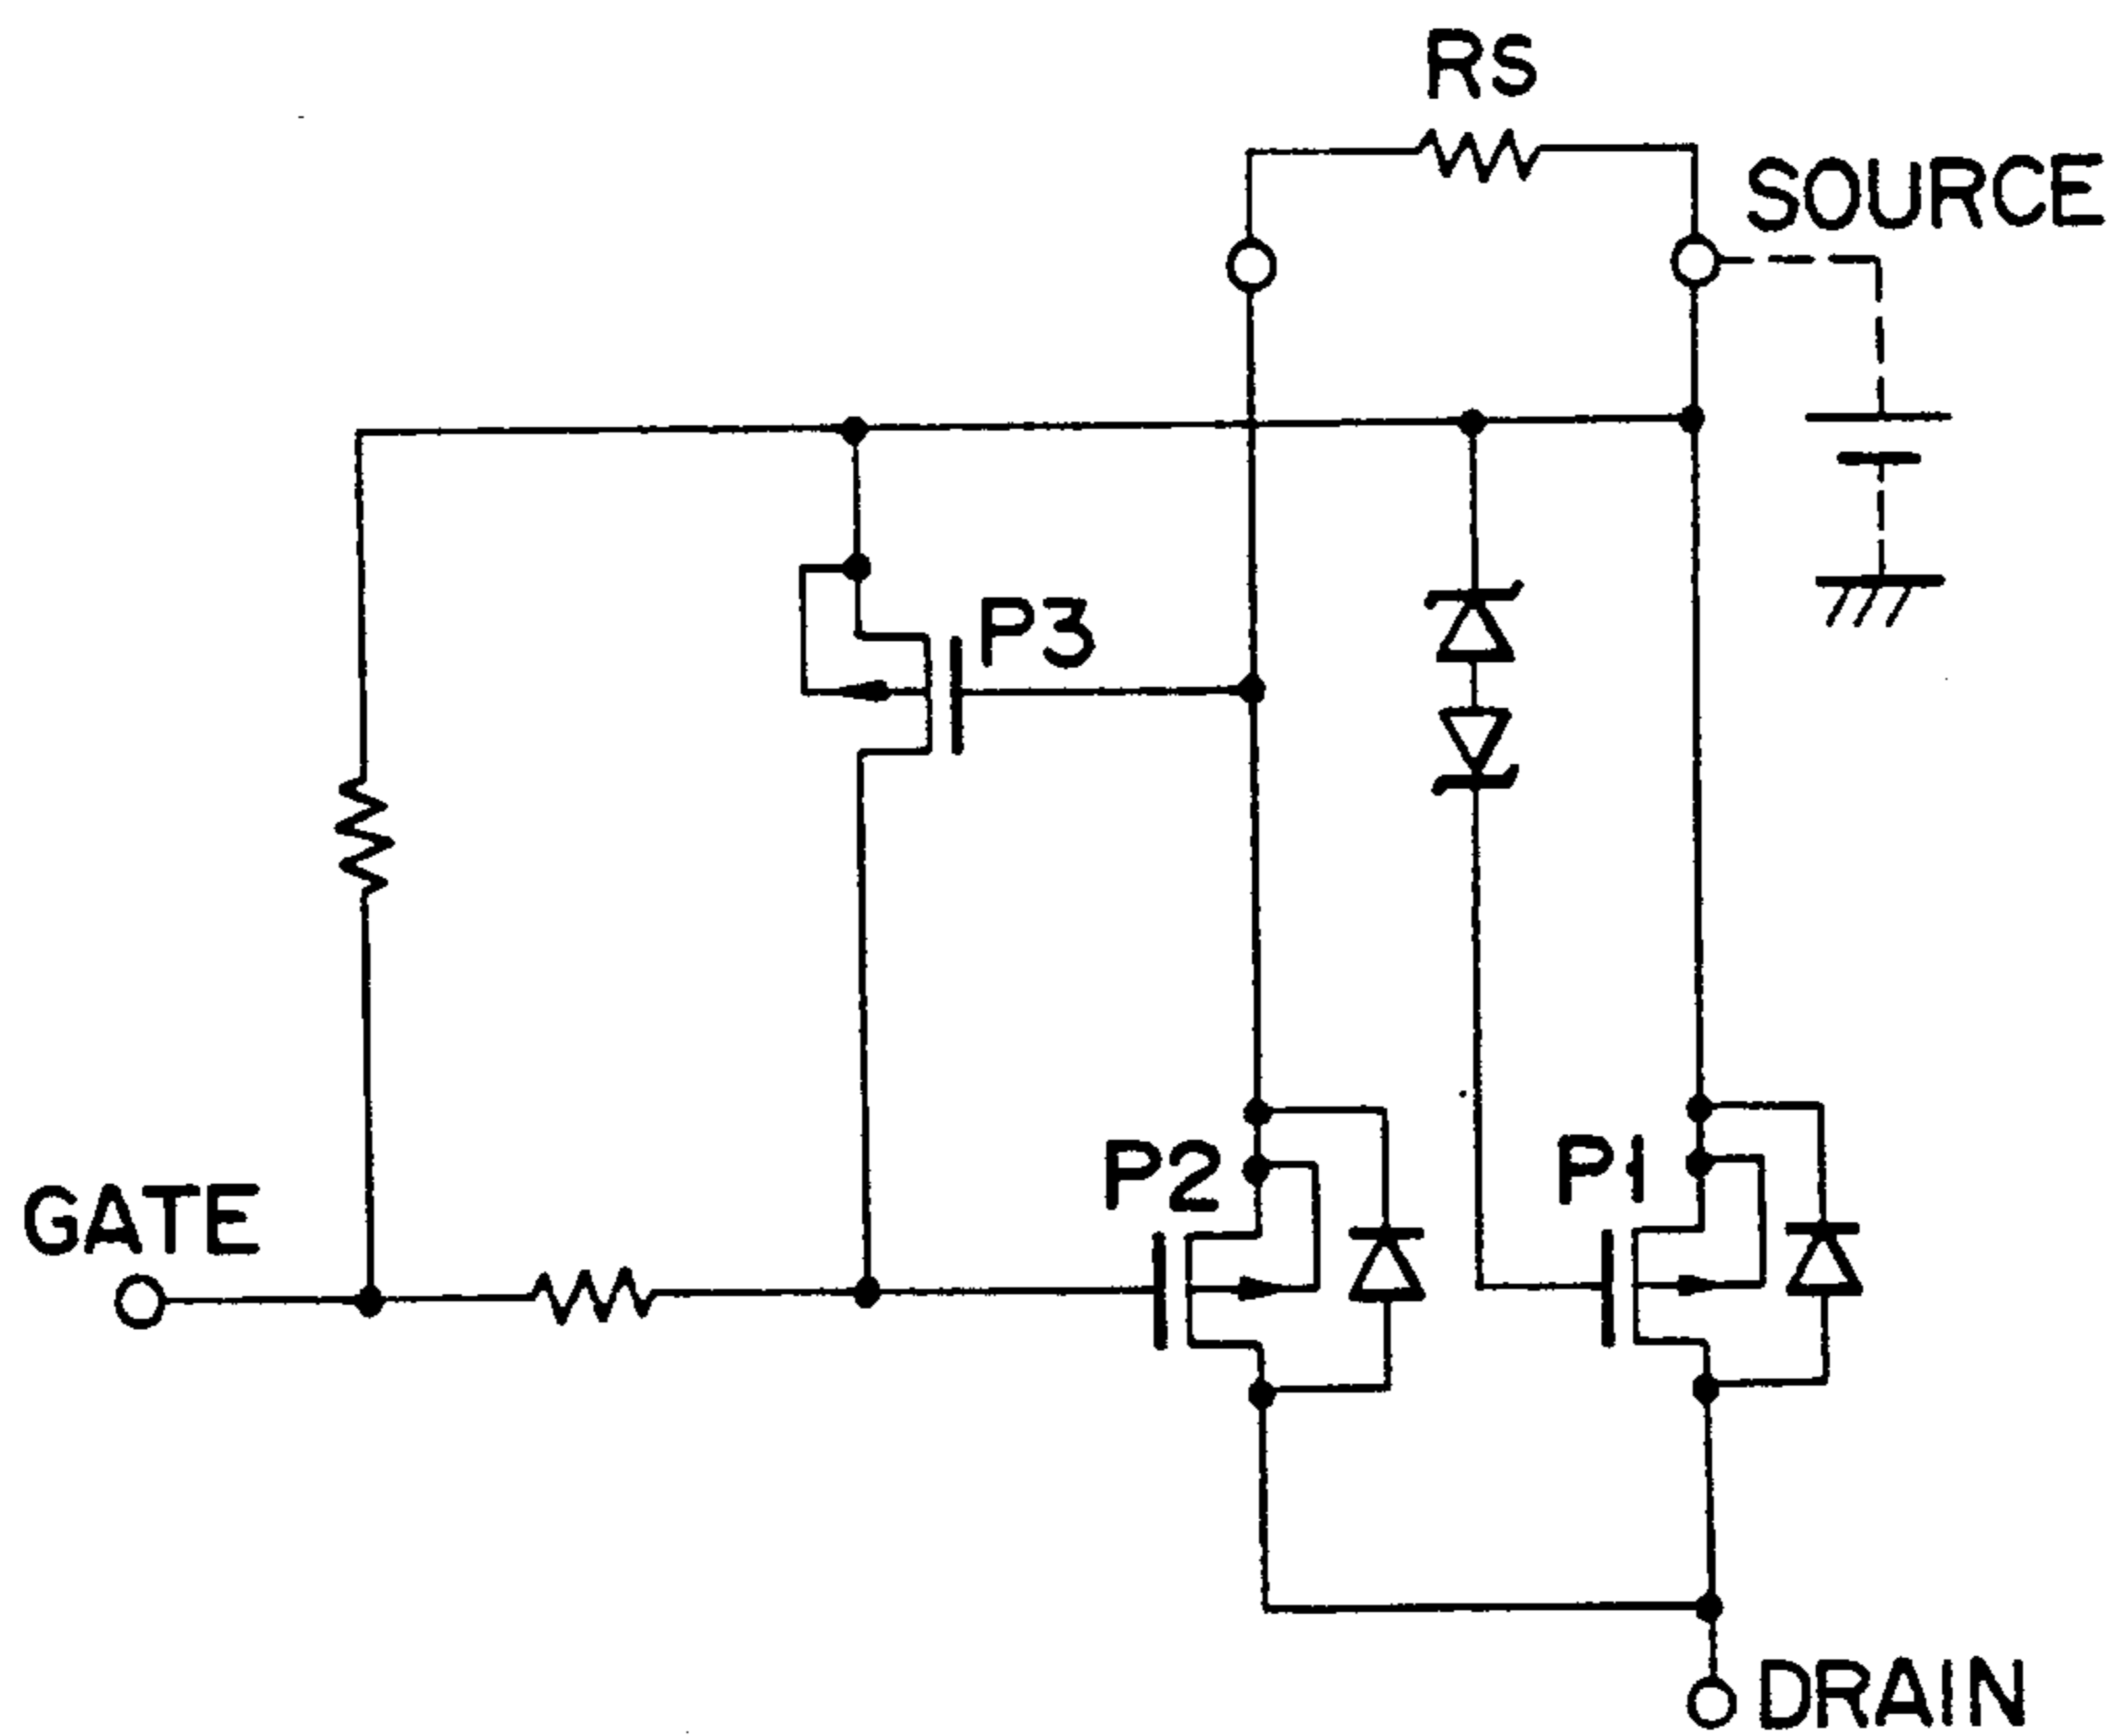 RS
SOURCE
P3
P2
P1
GATE
DRAIN